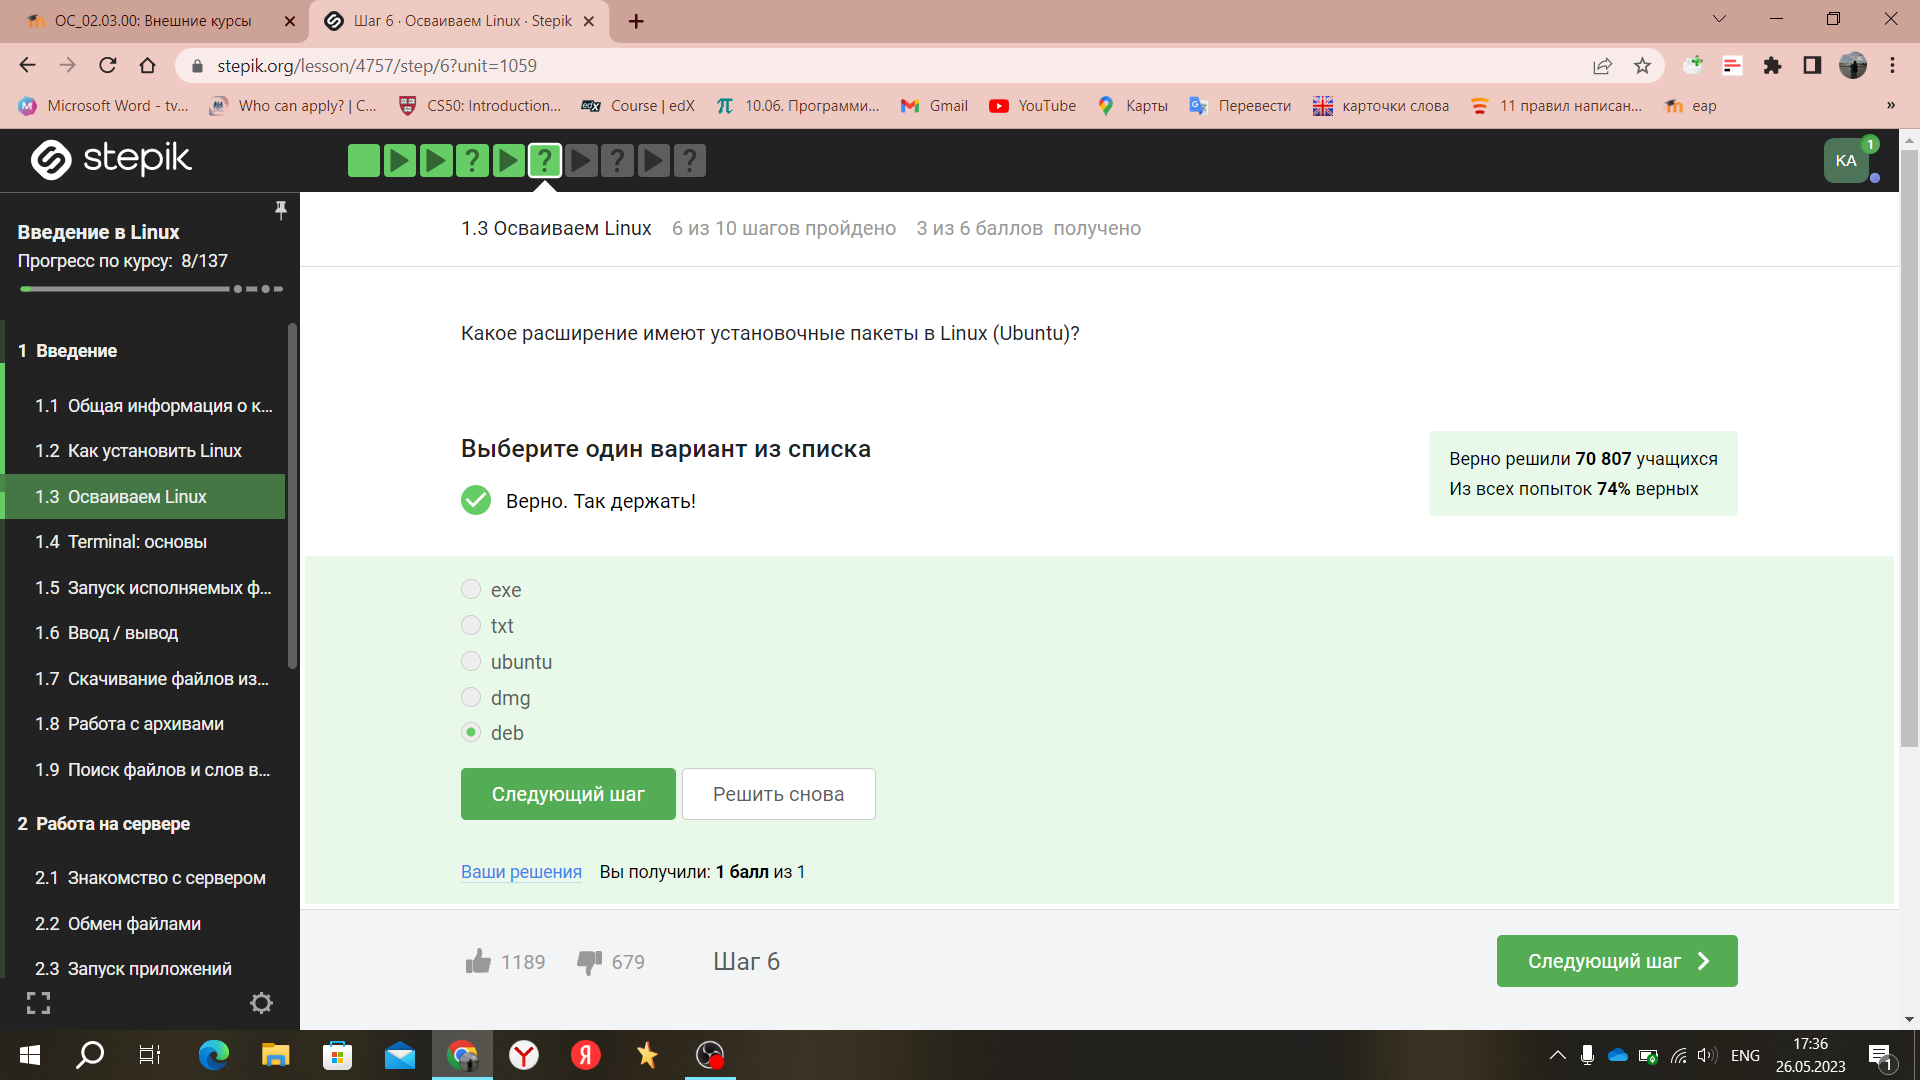 ОС_02.03.00: Внешние курсы
Шаг 6 · Осваиваем Linux · Stepik
stepik.org/lesson/4757/step/6?unit=1059
Microsoft Word - tv...
Who can apply? | C...
CS50: Introduction...
edX
Course | edX
10.06. Программи...
Gmail
YouTube
Карты
Перевести
карточки слова
11 правил написан...
еар
»
stepik
?
?
?
?
KA
1
Введение в Linux
Прогресс по курсу: 8/137
1 Введение
1.1 Общая информация о к...
1.2 Как установить Linux
1.3 Осваиваем Linux
1.4 Terminal: основы
1.5 Запуск исполняемых ф...
1.6 Ввод / вывод
1.7 Скачивание файлов из...
1.8 Работа с архивами
1.9 Поиск файлов и слов в...
2 Работа на сервере
2.1 Знакомство с сервером
2.2 Обмен файлами
2.3 Запуск приложений
1.3 Осваиваем Linux 6 из 10 шагов пройдено 3 из 6 баллов получено
Какое расширение имеют установочные пакеты в Linux (Ubuntu)?
Выберите один вариант из списка
Верно. Так держать!
Верно решили 70 807 учащихся
Из всех попыток 74% верных
exe
txt
ubuntu
dmg
deb
Следующий шаг
Решить снова
Ваши решения Вы получили: 1 балл из 1
1189
679
Шаг 6
Следующий шаг
ENG
17:36
26.05.2023
1